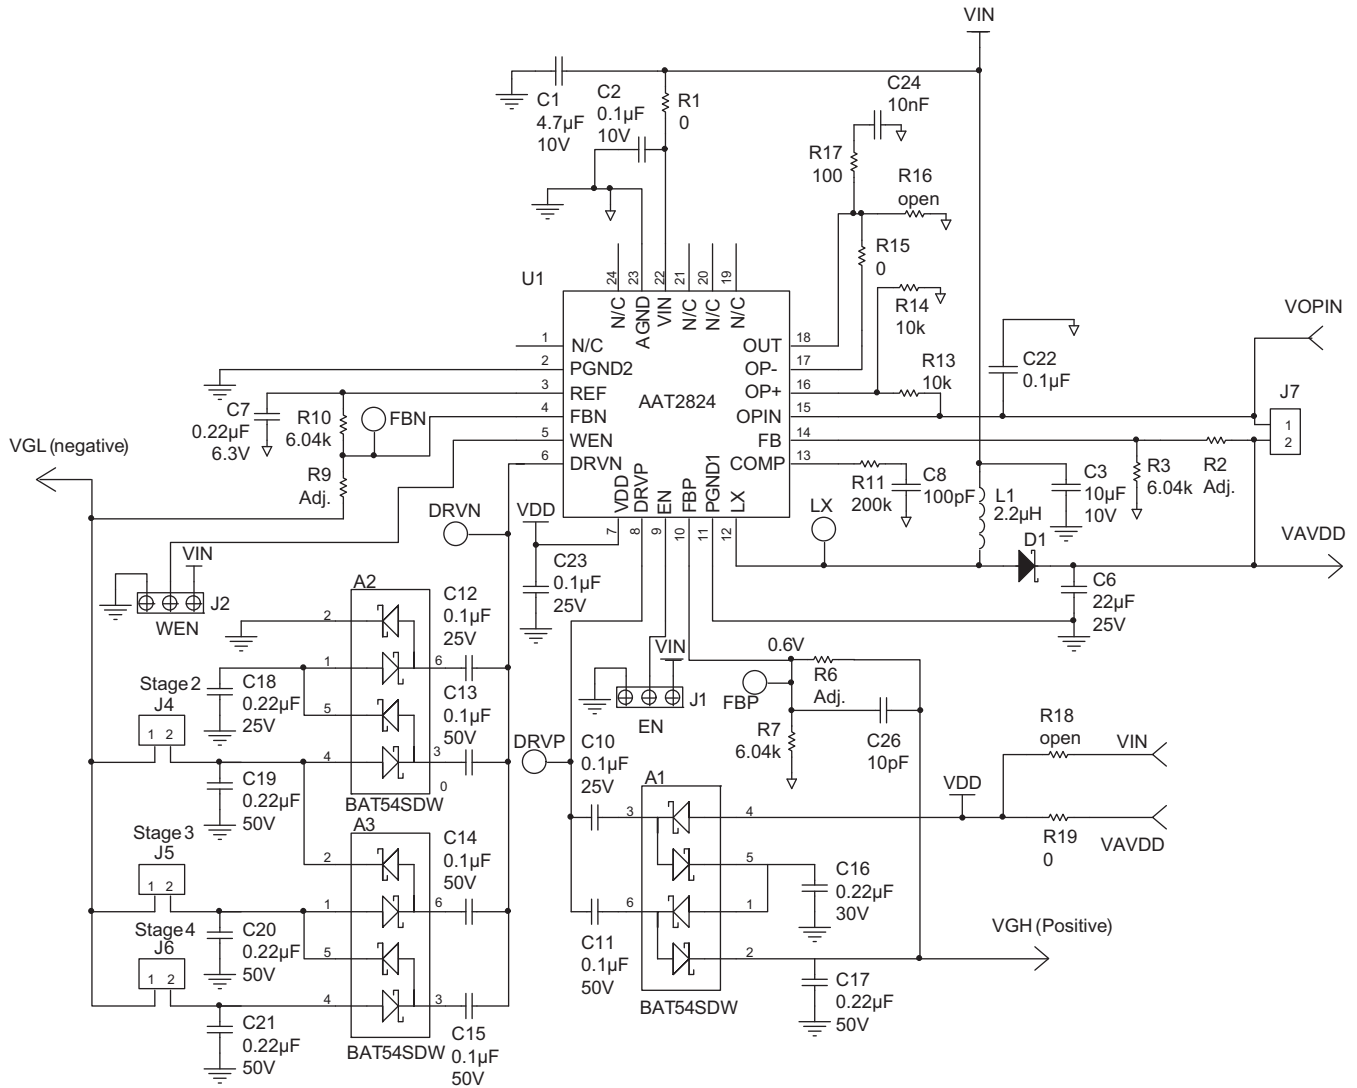 VIN
C1
4.7µF
10V
C2
0.1µF
10V
R1
0
C24
10nF
R17
100
R16
open
R15
0
R14
10k
R13
10k
C22
0.1µF
VOPIN
J7
1
2
U1
24
23
22
21
20
19
N/C
AGND
VIN
N/C
N/C
N/C
1
N/C
2
PGND2
3
REF
4
FBN
5
WEN
6
DRVN
AAT2824
OUT
18
OP-
17
OP+
16
OPIN
15
FB
14
COMP
13
VDD
DRVP
EN
FBP
PGND1
LX
7
8
9
10
11
12
C7
0.22µF
6.3V
R10
6.04k
FBN
R9
Adj.
VGL (negative)
DRVN
VDD
C23
0.1µF
25V
R11
200k
C8
100pF
LX
L1
2.2µH
C3
10µF
10V
R3
6.04k
R2
Adj.
D1
VAVDD
C6
22µF
25V
VIN
J2
WEN
A2
2
1
5
4
6
3
0
BAT54SDW
C12
0.1µF
25V
C13
0.1µF
50V
Stage 2
J4
1 2
C18
0.22µF
25V
C19
0.22µF
50V
A3
2
1
5
4
6
3
BAT54SDW
C14
0.1µF
50V
C15
0.1µF
50V
Stage 3
J5
1 2
C20
0.22µF
50V
Stage 4
J6
1 2
C21
0.22µF
50V
VIN
J1
EN
0.6V
FBP
R6
Adj.
R7
6.04k
C26
10pF
DRVP
C10
0.1µF
25V
C11
0.1µF
50V
A1
3
6
4
5
1
2
BAT54SDW
C16
0.22µF
30V
C17
0.22µF
50V
VDD
R18
open
VIN
R19
0
VAVDD
VGH (Positive)